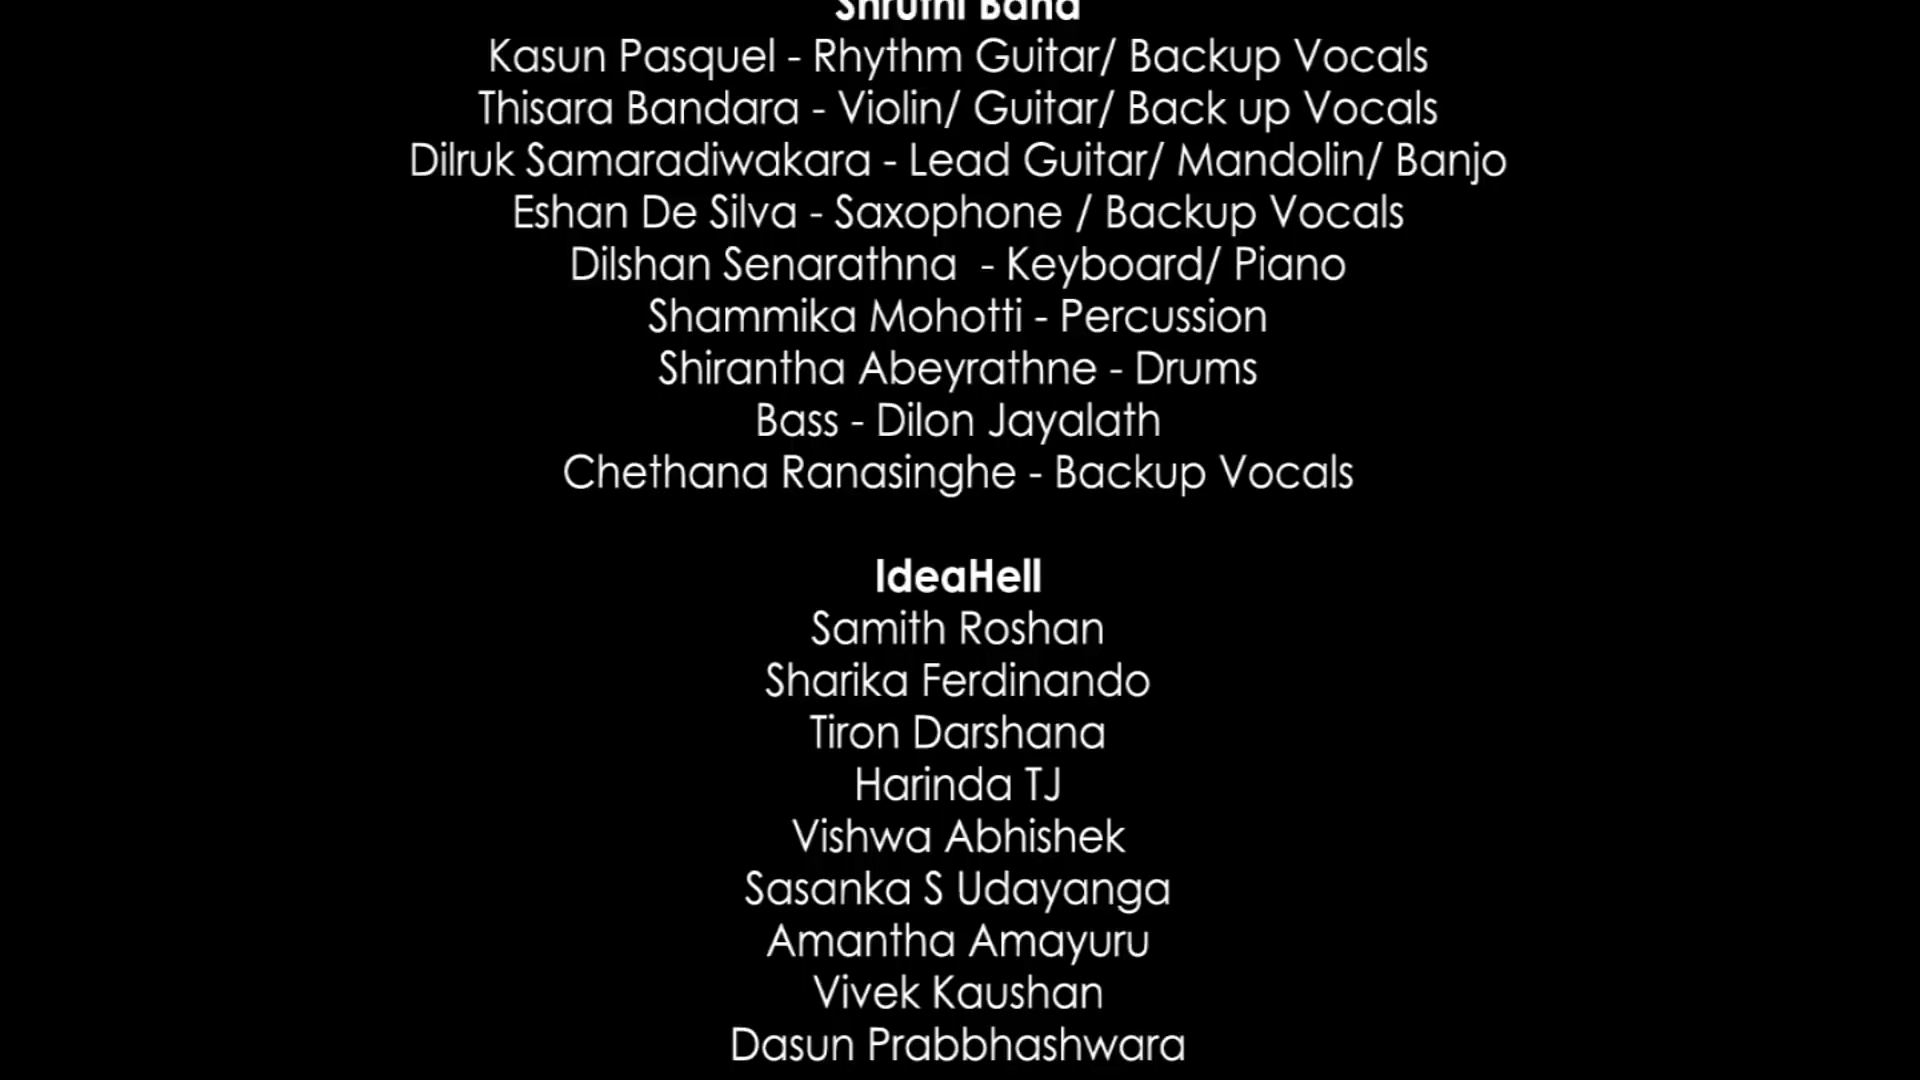 Shruthi Band
Kasun Pasquel - Rhythm Guitar/ Backup Vocals
Thisara Bandara - Violin/ Guitar/ Back up Vocals
Dilruk Samaradiwakara - Lead Guitar/ Mandolin/ Banjo
Eshan De Silva - Saxophone / Backup Vocals
Dilshan Senarathna  - Keyboard/ Piano
Shammika Mohotti - Percussion
Shirantha Abeyrathne - Drums
Bass - Dilon Jayalath
Chethana Ranasinghe - Backup Vocals
IdeaHell
Samith Roshan
Sharika Ferdinando
Tiron Darshana
Harinda TJ
Vishwa Abhishek
Sasanka S Udayanga
Amantha Amayuru
Vivek Kaushan
Dasun Prabbhashwara